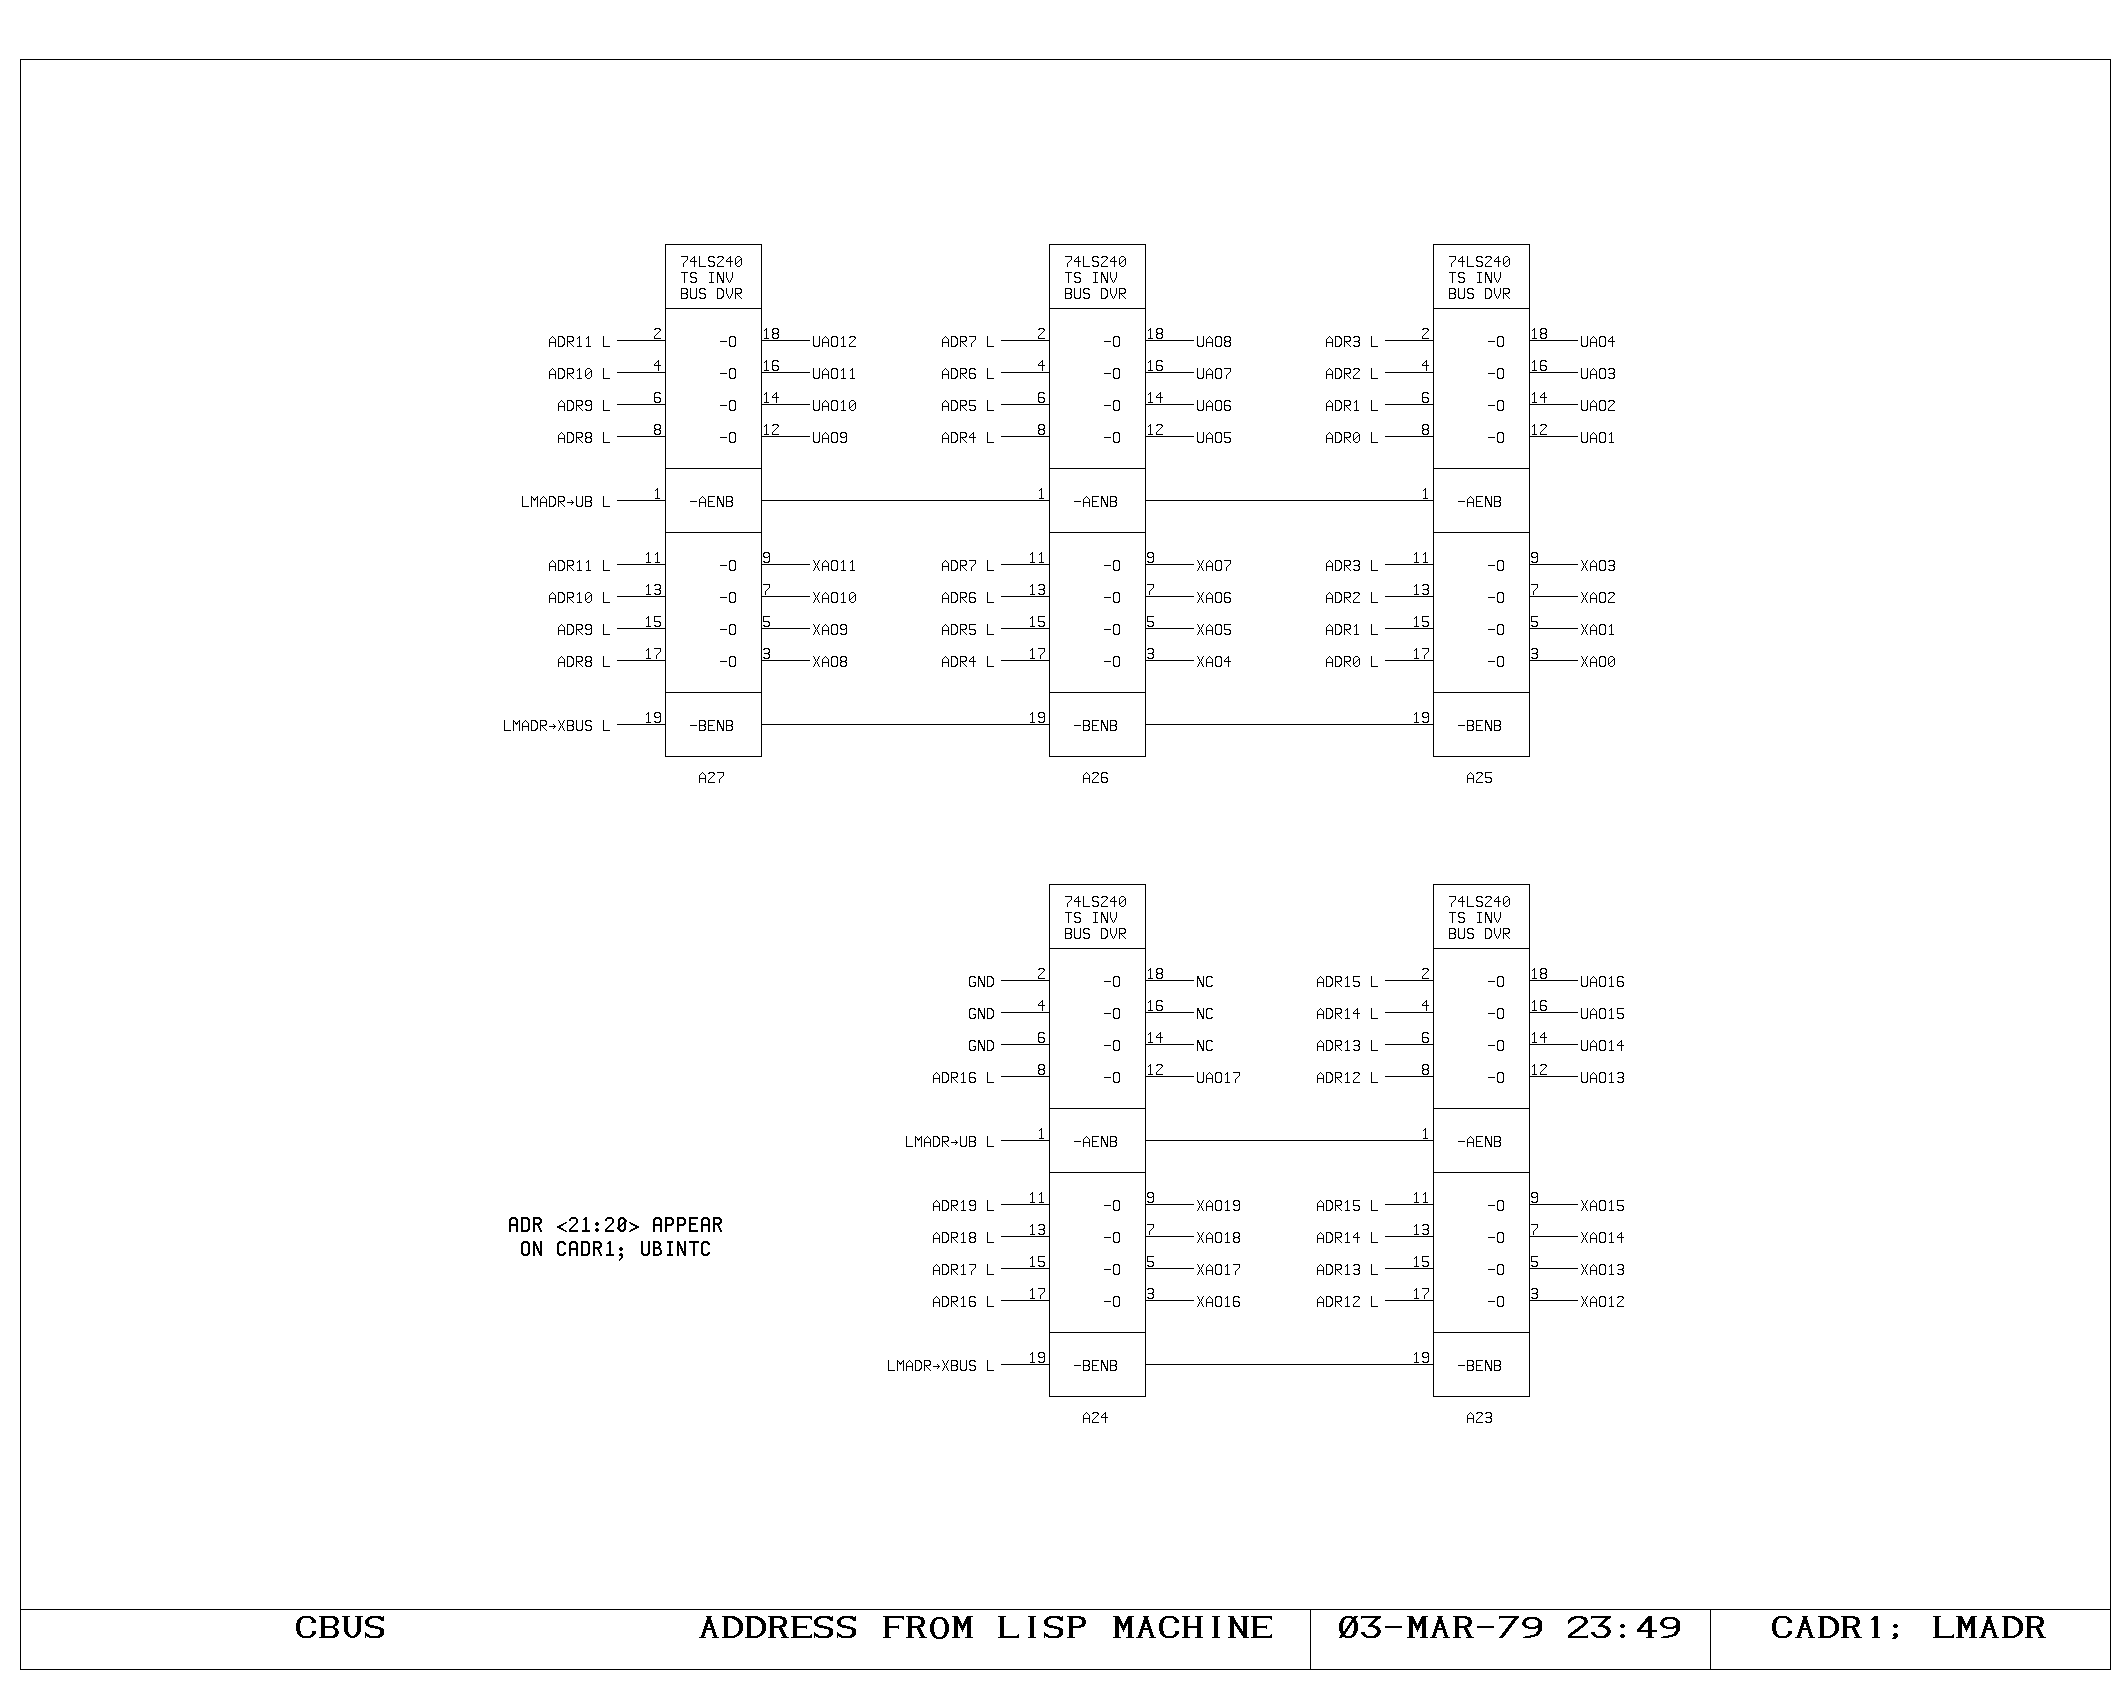 74LS240
TS INV
BUS DVR
ADR11 L 2 -O 18 UAO12
ADR10 L 4 -O 16 UAO11
ADR9 L 6 -O 14 UAO10
ADR8 L 8 -O 12 UAO9
LMADR→UB L 1 -AENB
ADR11 L 11 -O 9 XAO11
ADR10 L 13 -O 7 XAO10
ADR9 L 15 -O 5 XAO9
ADR8 L 17 -O 3 XAO8
LMADR→XBUS L 19 -BENB
A27
74LS240
TS INV
BUS DVR
ADR7 L 2 -O 18 UAO8
ADR6 L 4 -O 16 UAO7
ADR5 L 6 -O 14 UAO6
ADR4 L 8 -O 12 UAO5
1 -AENB
ADR7 L 11 -O 9 XAO7
ADR6 L 13 -O 7 XAO6
ADR5 L 15 -O 5 XAO5
ADR4 L 17 -O 3 XAO4
19 -BENB
A26
74LS240
TS INV
BUS DVR
ADR3 L 2 -O 18 UAO4
ADR2 L 4 -O 16 UAO3
ADR1 L 6 -O 14 UAO2
ADR0 L 8 -O 12 UAO1
1 -AENB
ADR3 L 11 -O 9 XAO3
ADR2 L 13 -O 7 XAO2
ADR1 L 15 -O 5 XAO1
ADR0 L 17 -O 3 XAO0
19 -BENB
A25
74LS240
TS INV
BUS DVR
GND 2 -O 18 NC
GND 4 -O 16 NC
GND 6 -O 14 NC
ADR16 L 8 -O 12 UAO17
LMADR→UB L 1 -AENB
ADR19 L 11 -O 9 XAO19
ADR18 L 13 -O 7 XAO18
ADR17 L 15 -O 5 XAO17
ADR16 L 17 -O 3 XAO16
LMADR→XBUS L 19 -BENB
A24
74LS240
TS INV
BUS DVR
ADR15 L 2 -O 18 UAO16
ADR14 L 4 -O 16 UAO15
ADR13 L 6 -O 14 UAO14
ADR12 L 8 -O 12 UAO13
1 -AENB
ADR15 L 11 -O 9 XAO15
ADR14 L 13 -O 7 XAO14
ADR13 L 15 -O 5 XAO13
ADR12 L 17 -O 3 XAO12
19 -BENB
A23
ADR <21:20> APPEAR
ON CADR1; UBINTC
CBUS ADDRESS FROM LISP MACHINE 03-MAR-79 23:49 CADR1; LMADR